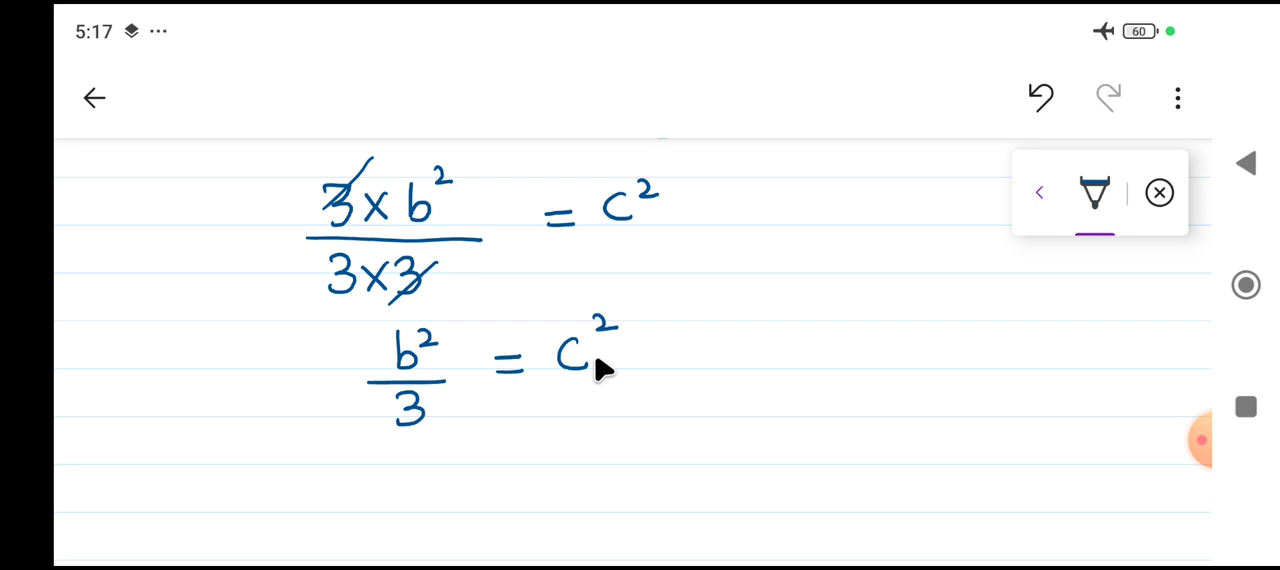 5:17 ...
60
3 × b² / 3 × 3 = c²
b² / 3 = c²